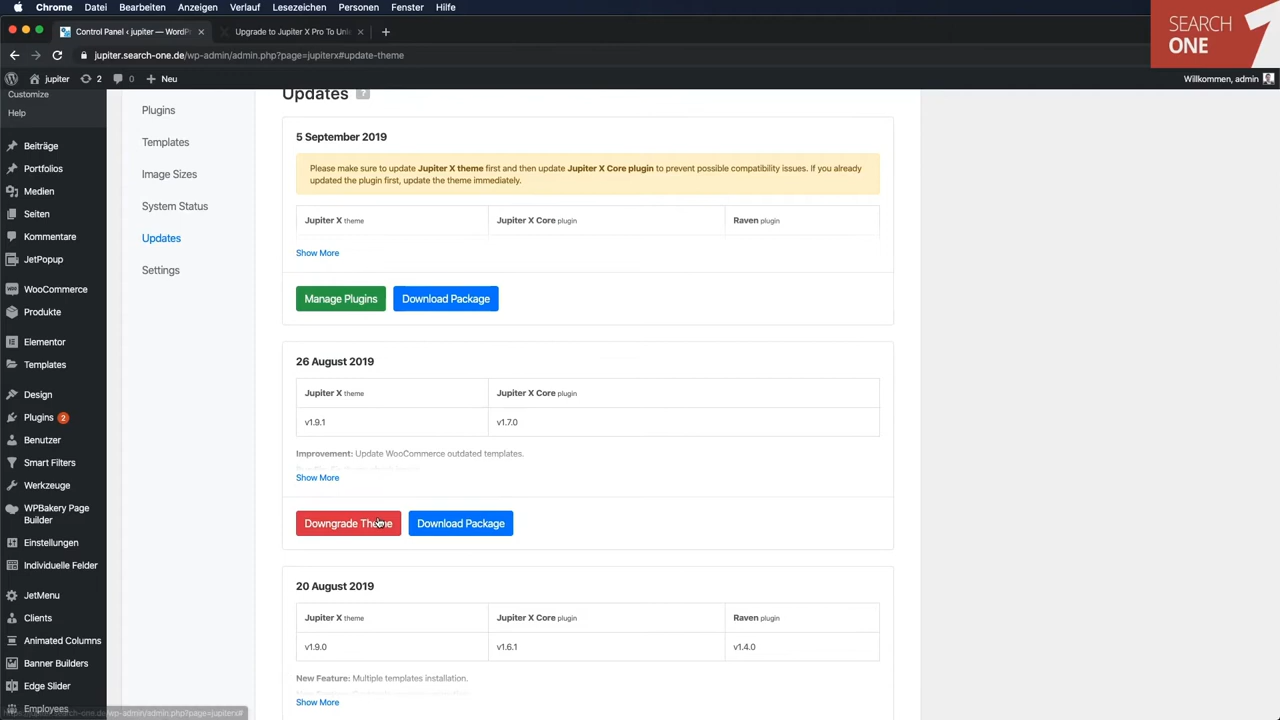 Chrome Datei Bearbeiten Anzeigen Verlauf Lesezeichen Personen Fenster Hilfe
SEARCH
ONE
Control Panel ‹ jupiter — WordPr
Upgrade to Jupiter X Pro To Unl
jupiter.search-one.de/wp-admin/admin.php?page=jupiterx#update-theme
jupiter 2 0 Neu
Willkommen, admin
Customize
Help
Beiträge
Portfolios
Medien
Seiten
Kommentare
JetPopup
WooCommerce
Produkte
Elementor
Templates
Design
Plugins 2
Benutzer
Smart Filters
Werkzeuge
WPBakery Page
Builder
Einstellungen
Individuelle Felder
JetMenu
Clients
Animated Columns
Banner Builders
Edge Slider
Employees
Plugins
Templates
Image Sizes
System Status
Updates
Settings
Updates ?
5 September 2019
Please make sure to update Jupiter X theme first and then update Jupiter X Core plugin to prevent possible compatibility issues. If you already
updated the plugin first, update the theme immediately.
Jupiter X theme Jupiter X Core plugin Raven plugin
Show More
Manage Plugins Download Package
26 August 2019
Jupiter X theme Jupiter X Core plugin
v1.9.1 v1.7.0
Improvement: Update WooCommerce outdated templates.
Show More
Downgrade Theme Download Package
20 August 2019
Jupiter X theme Jupiter X Core plugin Raven plugin
v1.9.0 v1.6.1 v1.4.0
New Feature: Multiple templates installation.
Show More